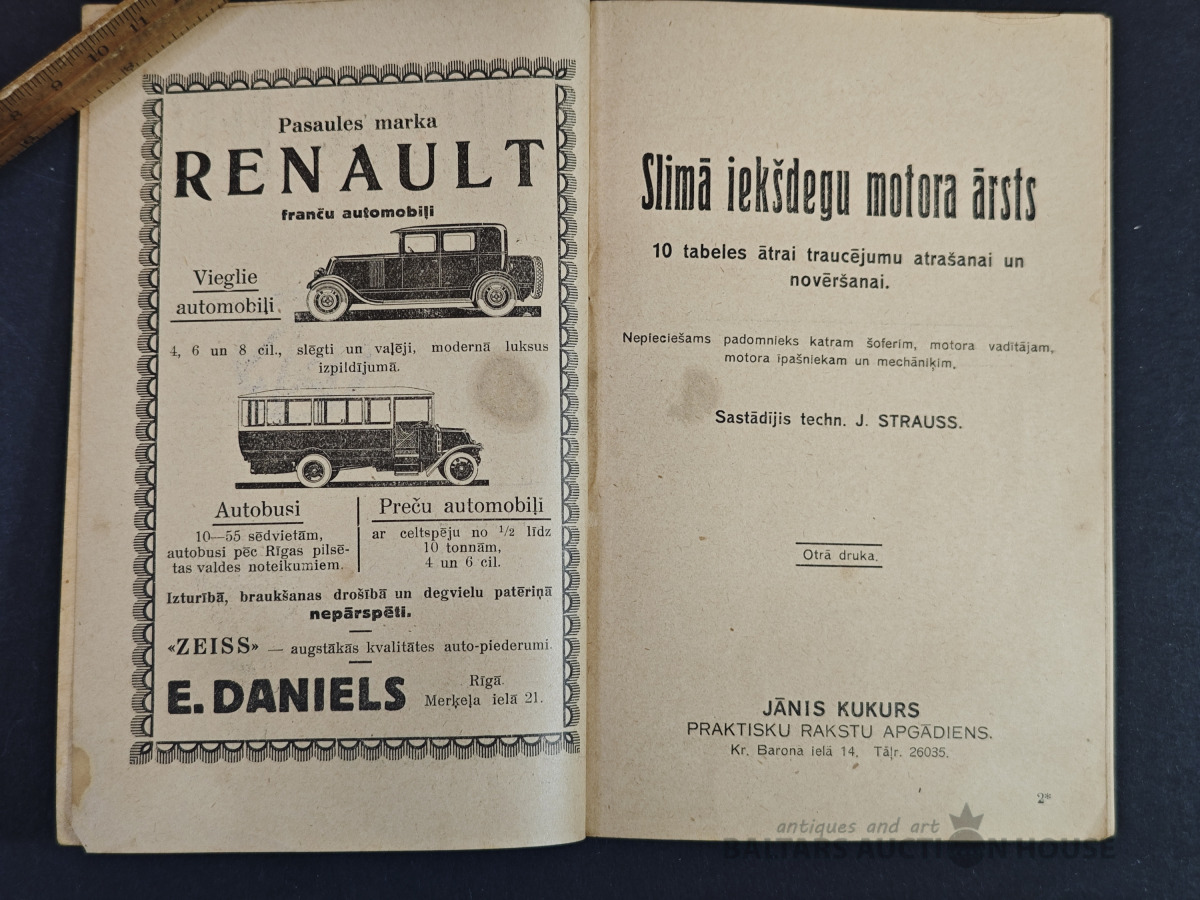 Pasaules marka
RENAULT
franču automobiļi
Vieglie
automobiļi.
4, 6 un 8 cil., slēgti un vaļēji, modernā luksus
izpildījumā.
Autobusi
10—55 sēdvietām,
autobusi pēc Rīgas pilsē-
tas valdes noteikumiem.
Preču automobiļi
ar celtspēju no 1/2 līdz
10 tonnām,
4 un 6 cil.
Izturībā, braukšanas drošībā un degvielu patēriņā
nepārspēti.
«ZEISS» — augstākās kvalitātes auto-piederumi.
E. DANIELS
Rīgā.
Merķeļa ielā 21.
Slimā iekšdegu motora ārsts
10 tabeles ātrai traucējumu atrašanai un
novēršanai.
Nepieciešams padomnieks katram šoferim, motora vadītājam,
motora īpašniekam un mechāniķim.
Sastādījis techn. J. STRAUSS.
Otrā druka.
JĀNIS KUKURS
PRAKTISKU RAKSTU APGĀDIENS.
Kr. Barona ielā 14. Tāļr. 26035.
2*
antiques and art
BALTARS AUCTION HOUSE
8 9 10 11